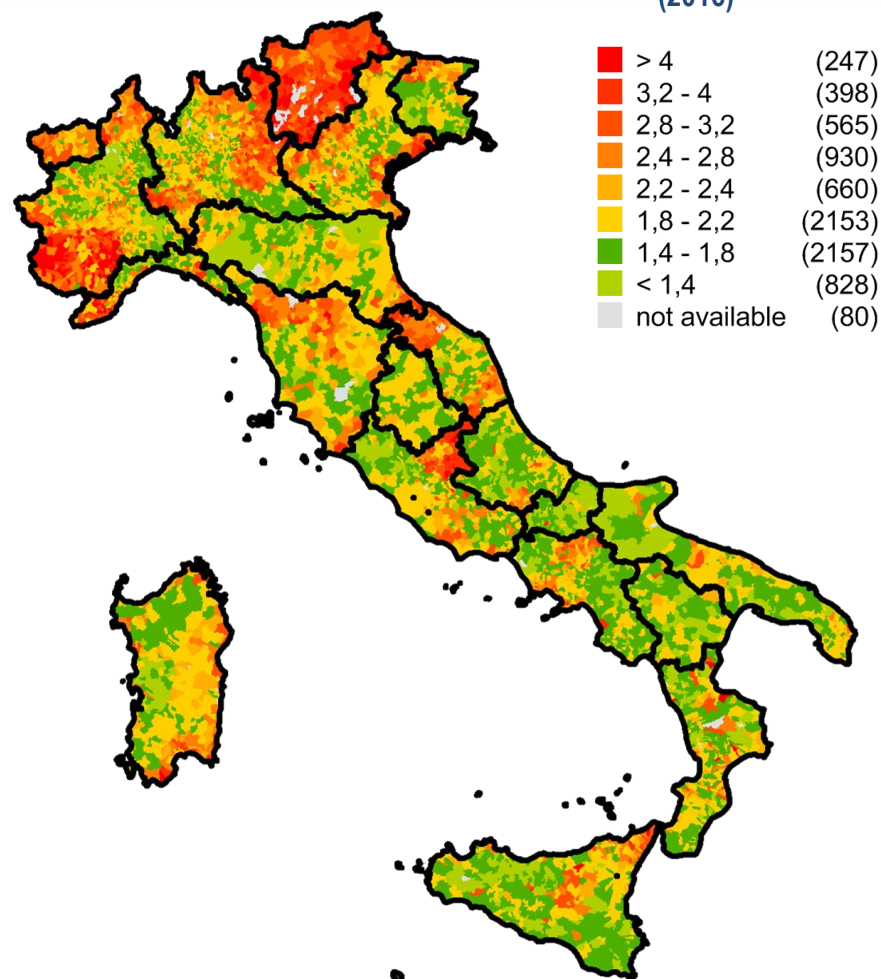 > 4 (247)
3,2 - 4 (398)
2,8 - 3,2 (565)
2,4 - 2,8 (930)
2,2 - 2,4 (660)
1,8 - 2,2 (2153)
1,4 - 1,8 (2157)
< 1,4 (828)
not available (80)